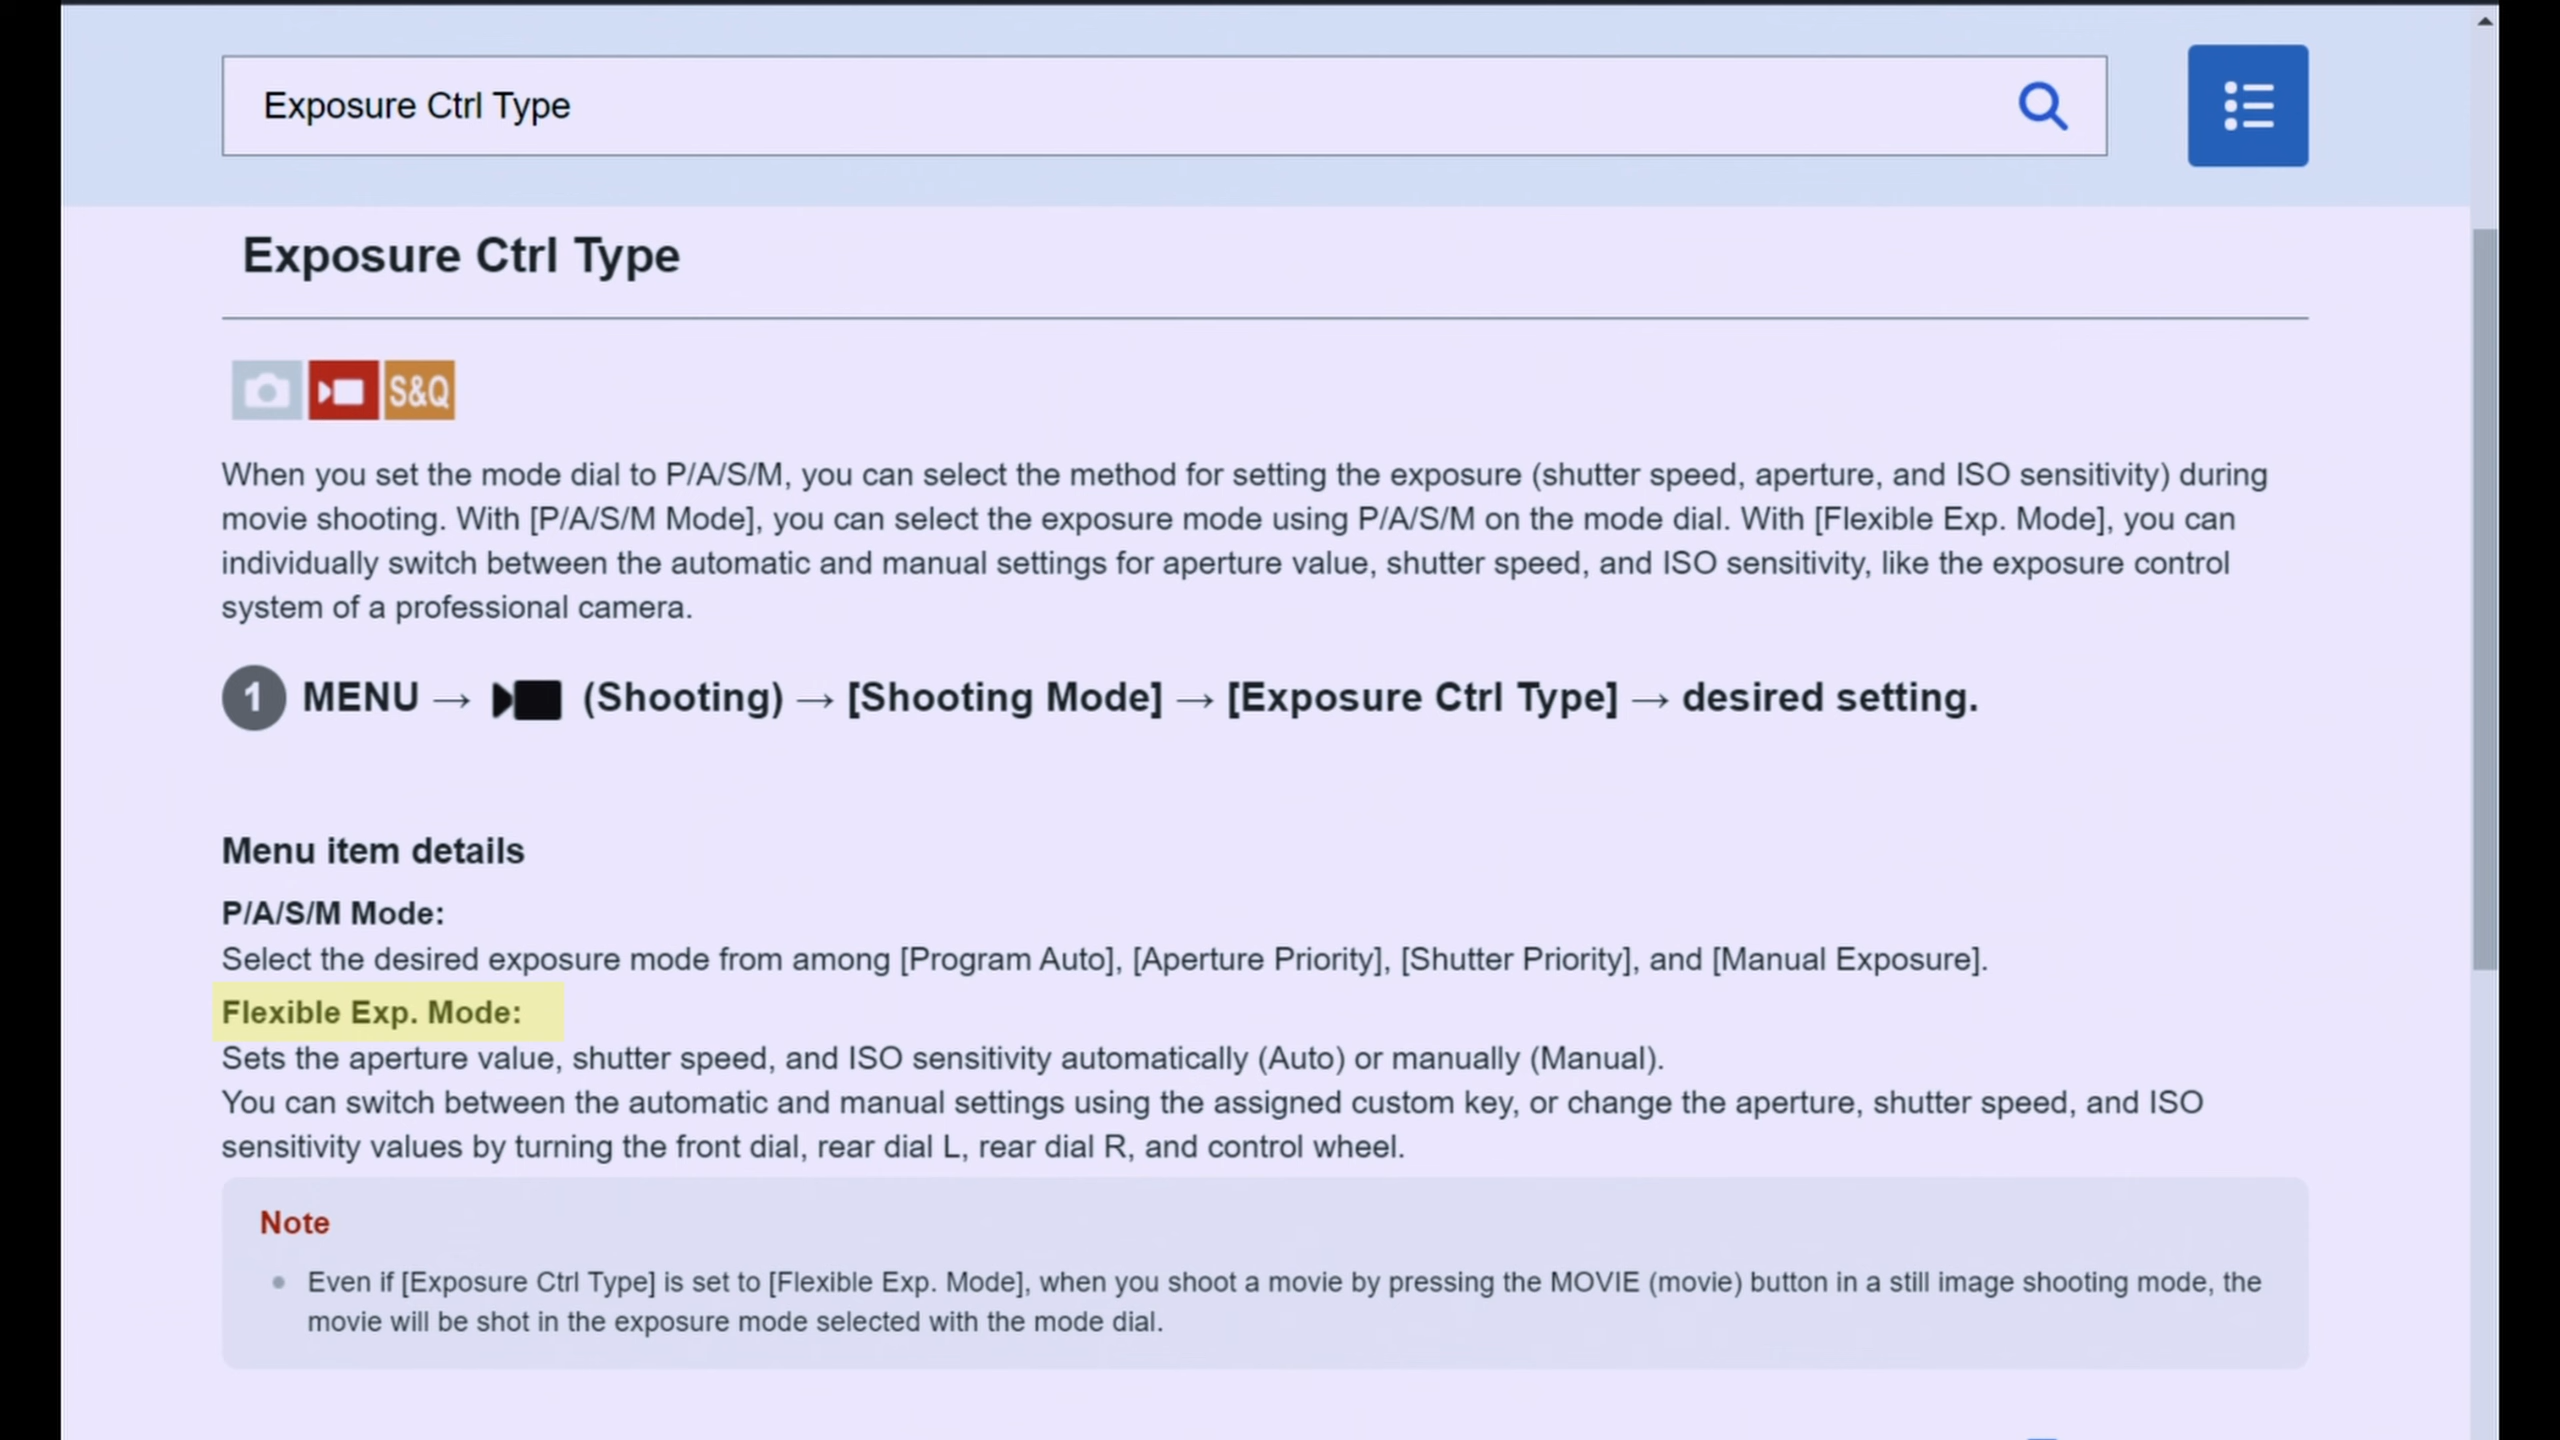 Exposure Ctrl Type
Exposure Ctrl Type
S&Q
When you set the mode dial to P/A/S/M, you can select the method for setting the exposure (shutter speed, aperture, and ISO sensitivity) during
movie shooting. With [P/A/S/M Mode], you can select the exposure mode using P/A/S/M on the mode dial. With [Flexible Exp. Mode], you can
individually switch between the automatic and manual settings for aperture value, shutter speed, and ISO sensitivity, like the exposure control
system of a professional camera.
1 MENU → (Shooting) → [Shooting Mode] → [Exposure Ctrl Type] → desired setting.
Menu item details
P/A/S/M Mode:
Select the desired exposure mode from among [Program Auto], [Aperture Priority], [Shutter Priority], and [Manual Exposure].
Flexible Exp. Mode:
Sets the aperture value, shutter speed, and ISO sensitivity automatically (Auto) or manually (Manual).
You can switch between the automatic and manual settings using the assigned custom key, or change the aperture, shutter speed, and ISO
sensitivity values by turning the front dial, rear dial L, rear dial R, and control wheel.
Note
Even if [Exposure Ctrl Type] is set to [Flexible Exp. Mode], when you shoot a movie by pressing the MOVIE (movie) button in a still image shooting mode, the
movie will be shot in the exposure mode selected with the mode dial.